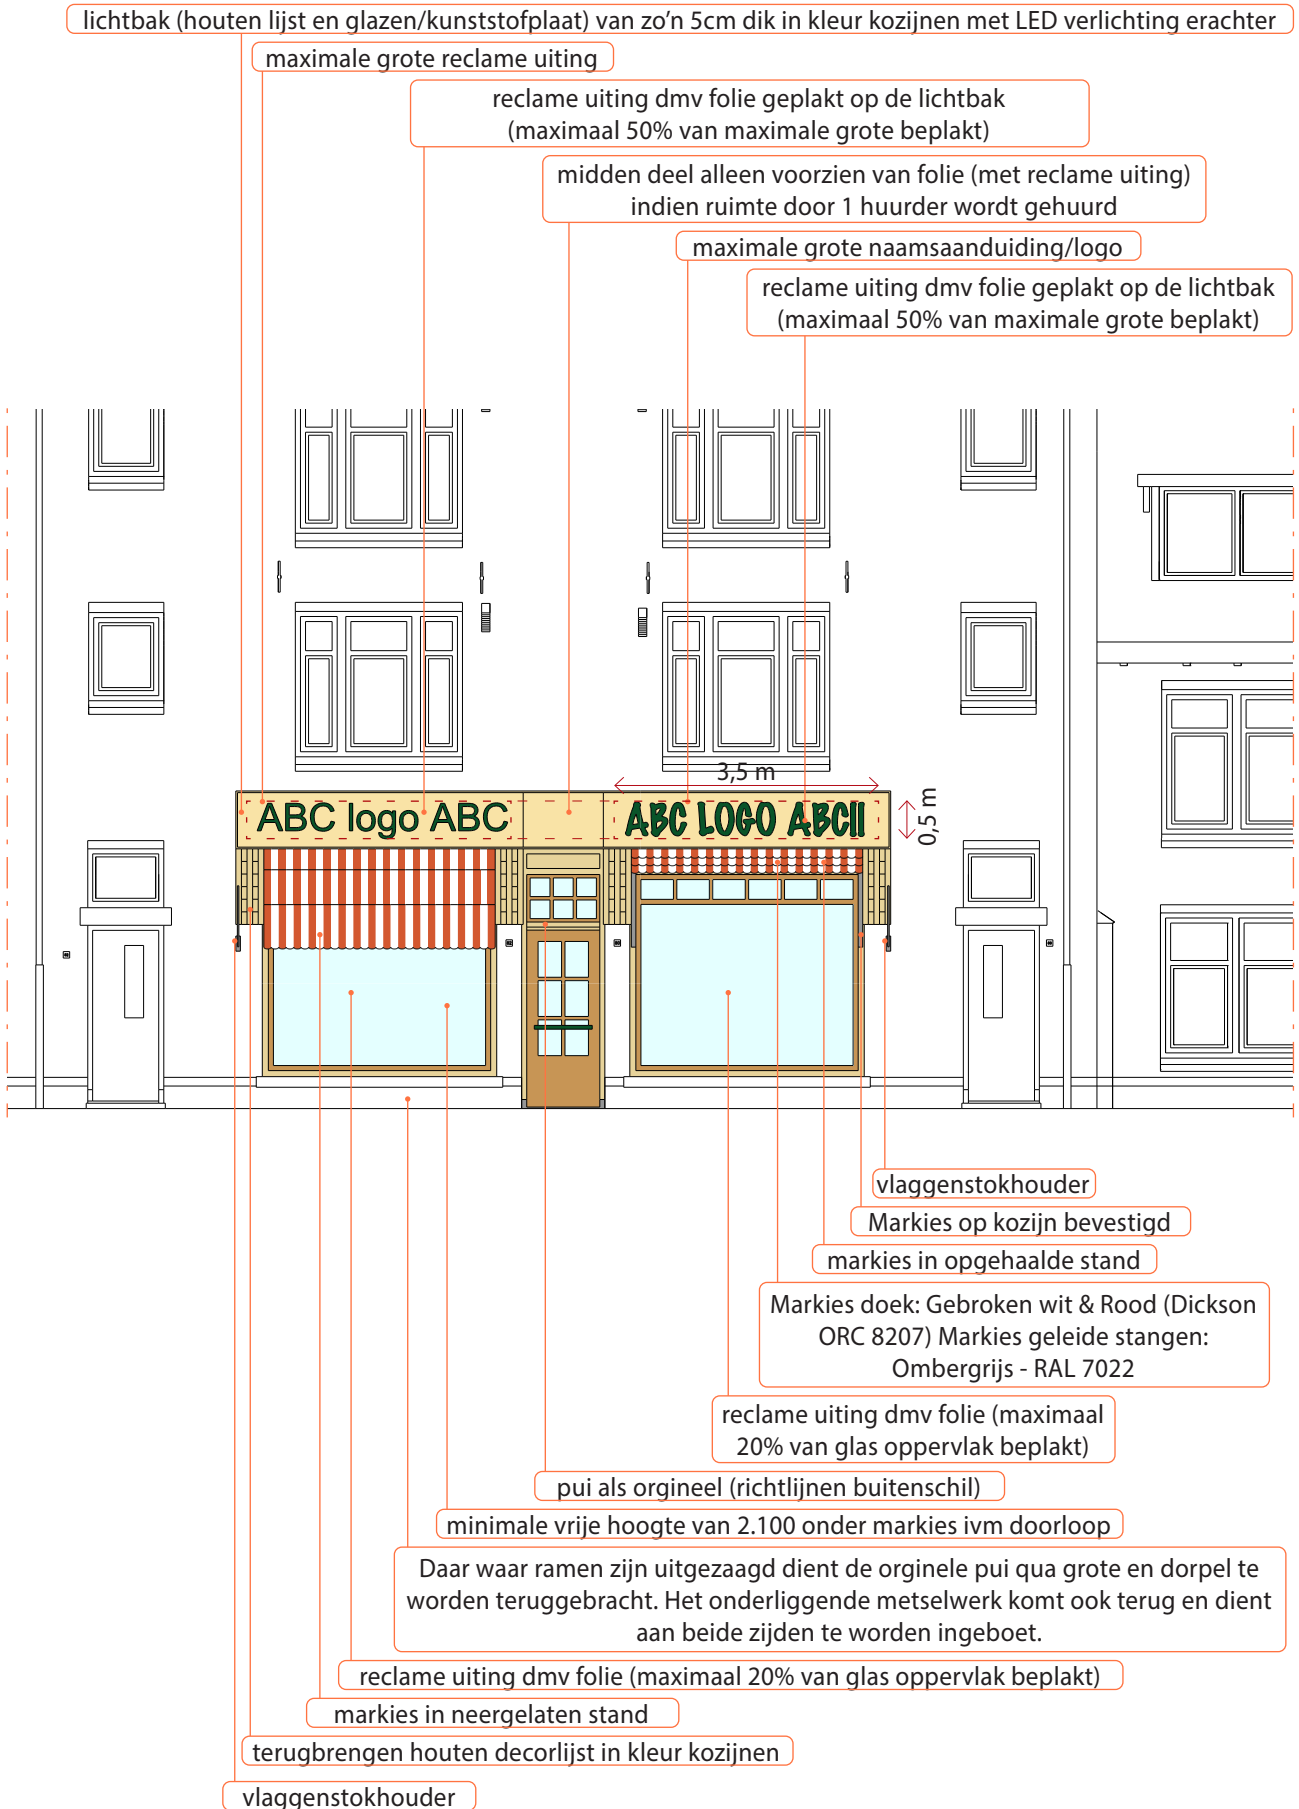 lichtbak (houten lijst en glazen/kunststofplaat) van zo'n 5cm dik in kleur kozijnen met LED verlichting erachter
maximale grote reclame uiting
reclame uiting dmv folie geplakt op de lichtbak
(maximaal 50% van maximale grote beplakt)
midden deel alleen voorzien van folie (met reclame uiting)
indien ruimte door 1 huurder wordt gehuurd
maximale grote naamsaanduiding/logo
reclame uiting dmv folie geplakt op de lichtbak
(maximaal 50% van maximale grote beplakt)
3,5 m
0,5 m
ABC logo ABC
ABC LOGO ABC!!
vlaggenstokhouder
Markies op kozijn bevestigd
markies in opgehaalde stand
Markies doek: Gebroken wit & Rood (Dickson
ORC 8207) Markies geleide stangen:
Ombergrijs - RAL 7022
reclame uiting dmv folie (maximaal
20% van glas oppervlak beplakt)
pui als orgineel (richtlijnen buitenschil)
minimale vrije hoogte van 2.100 onder markies ivm doorloop
Daar waar ramen zijn uitgezaagd dient de orginele pui qua grote en dorpel te
worden teruggebracht. Het onderliggende metselwerk komt ook terug en dient
aan beide zijden te worden ingeboet.
reclame uiting dmv folie (maximaal 20% van glas oppervlak beplakt)
markies in neergelaten stand
terugbrengen houten decorlijst in kleur kozijnen
vlaggenstokhouder